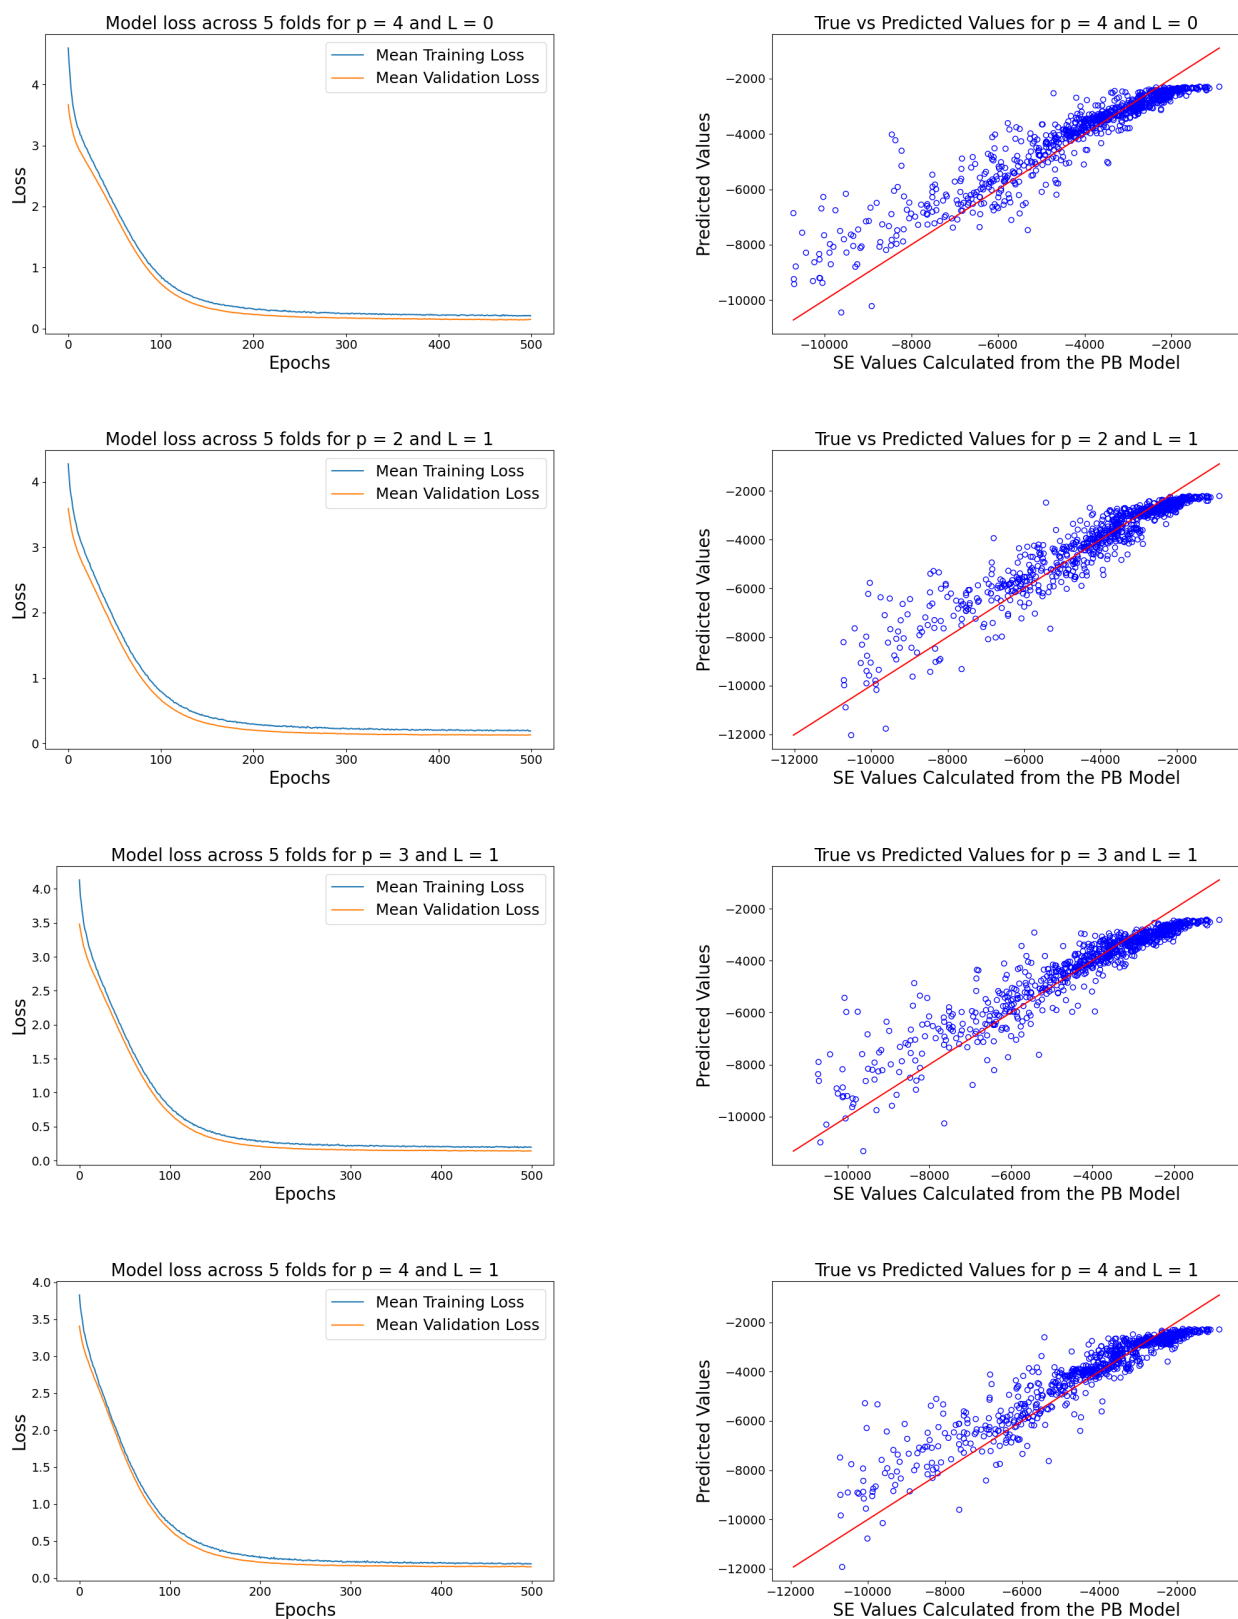 Model loss across 5 folds for p = 4 and L = 0
Mean Training Loss
Mean Validation Loss
4
3
2
1
0
Loss
0 100 200 300 400 500
Epochs
True vs Predicted Values for p = 4 and L = 0
−2000
−4000
−6000
−8000
−10000
Predicted Values
−10000 −8000 −6000 −4000 −2000
SE Values Calculated from the PB Model
Model loss across 5 folds for p = 2 and L = 1
Mean Training Loss
Mean Validation Loss
4
3
2
1
0
Loss
0 100 200 300 400 500
Epochs
True vs Predicted Values for p = 2 and L = 1
−2000
−4000
−6000
−8000
−10000
−12000
Predicted Values
−12000 −10000 −8000 −6000 −4000 −2000
SE Values Calculated from the PB Model
Model loss across 5 folds for p = 3 and L = 1
Mean Training Loss
Mean Validation Loss
4.0
3.5
3.0
2.5
2.0
1.5
1.0
0.5
0.0
Loss
0 100 200 300 400 500
Epochs
True vs Predicted Values for p = 3 and L = 1
−2000
−4000
−6000
−8000
−10000
Predicted Values
−10000 −8000 −6000 −4000 −2000
SE Values Calculated from the PB Model
Model loss across 5 folds for p = 4 and L = 1
Mean Training Loss
Mean Validation Loss
4.0
3.5
3.0
2.5
2.0
1.5
1.0
0.5
0.0
Loss
0 100 200 300 400 500
Epochs
True vs Predicted Values for p = 4 and L = 1
−2000
−4000
−6000
−8000
−10000
−12000
Predicted Values
−12000 −10000 −8000 −6000 −4000 −2000
SE Values Calculated from the PB Model